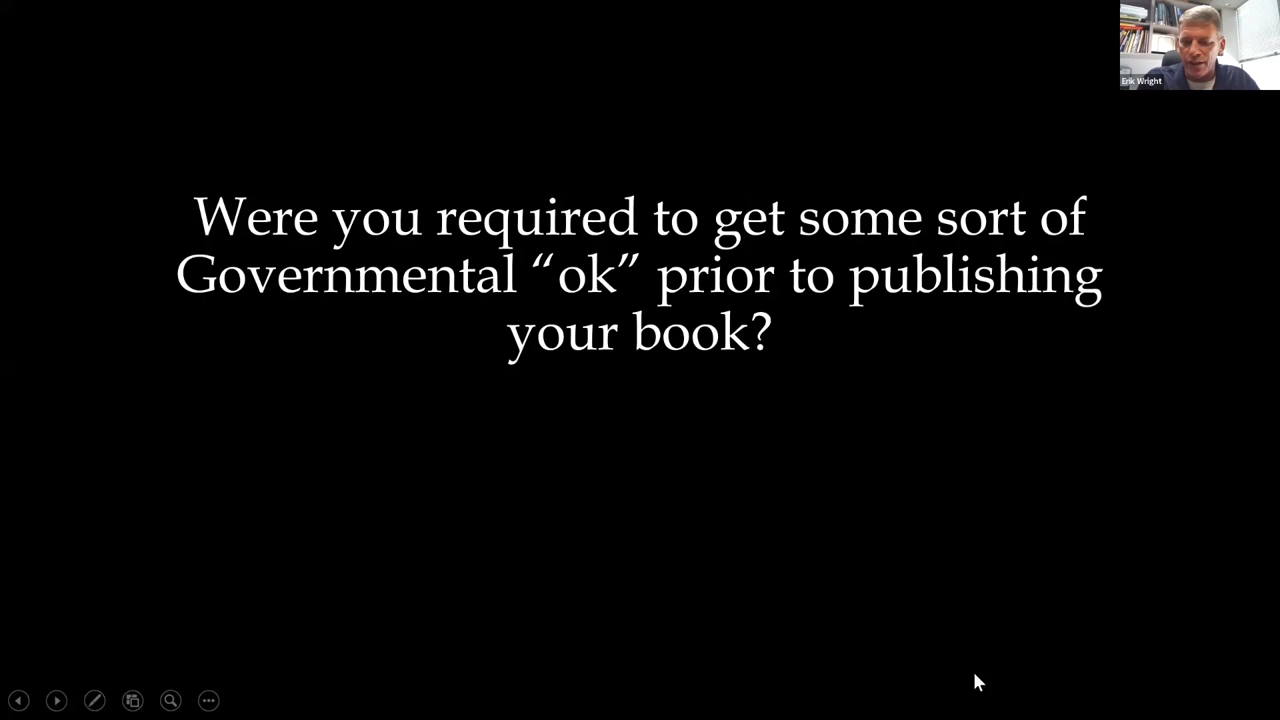 Erik Wright
Were you required to get some sort of
Governmental “ok” prior to publishing
your book?